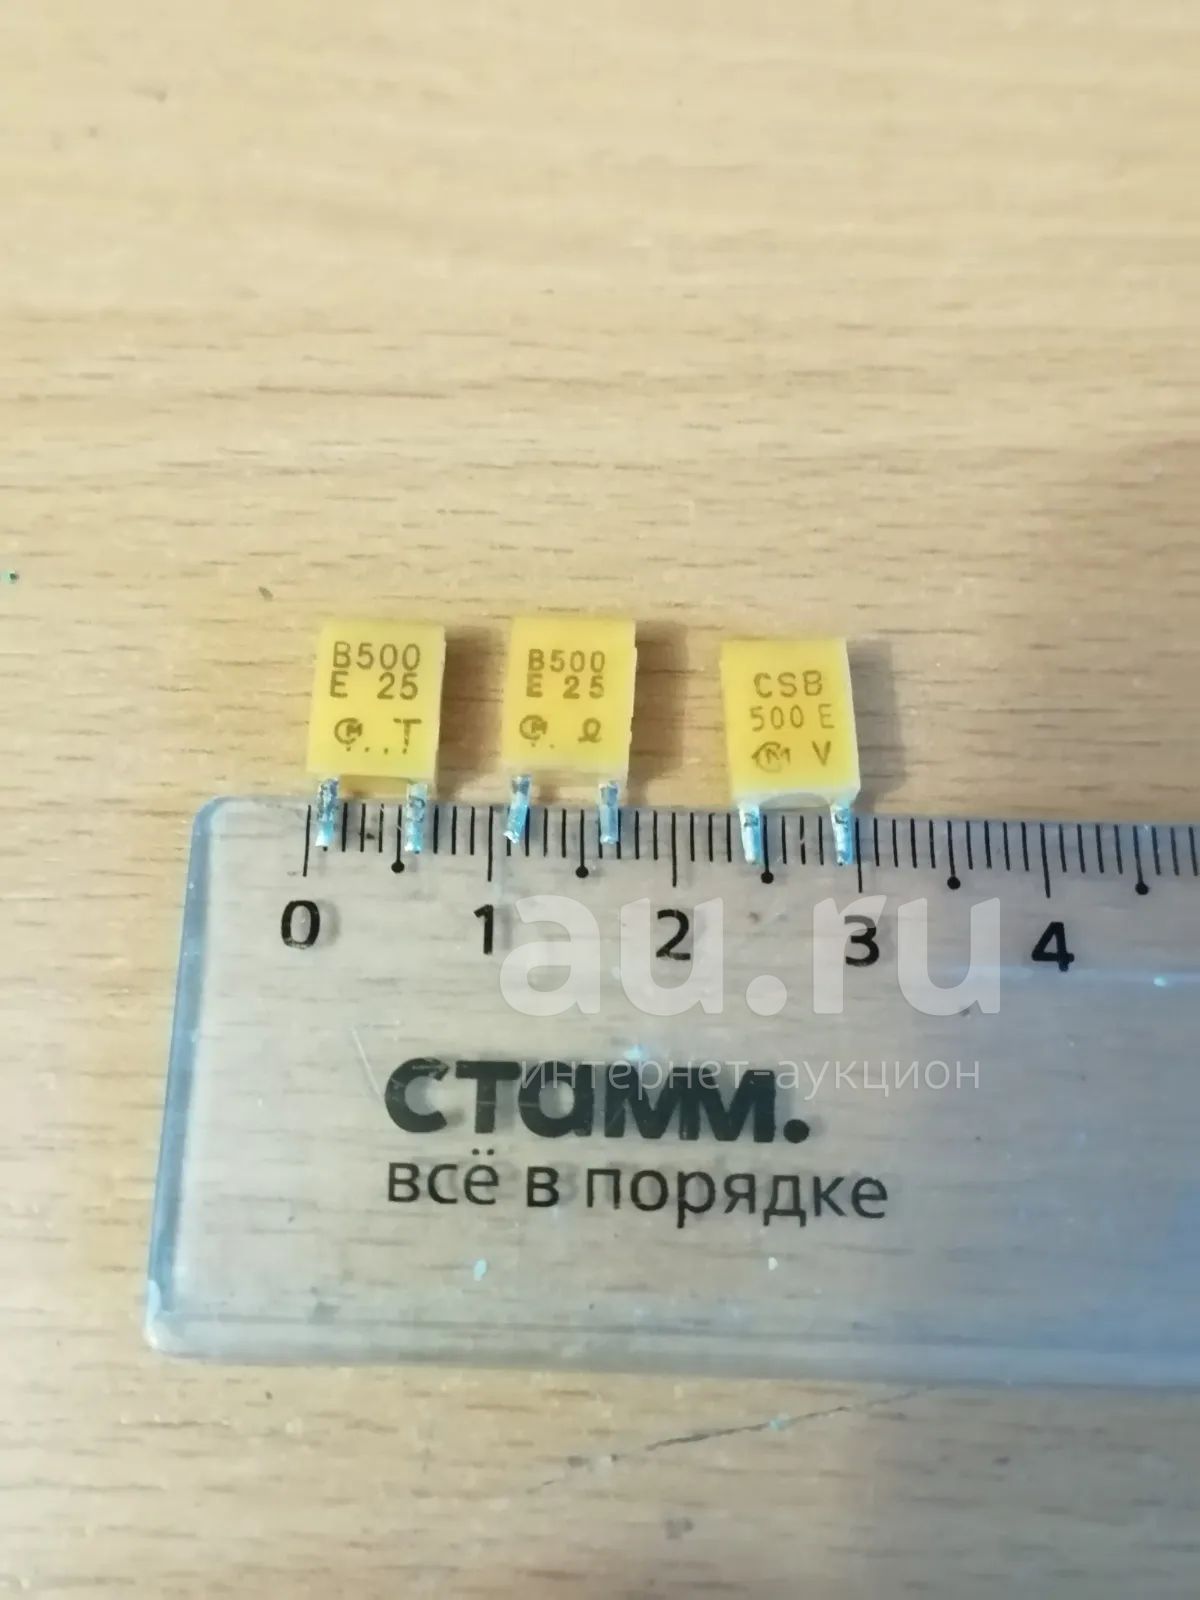 B500
E 25
T
B500
E 25
CSB
500 E
V
0 1 2 3 4
au.ru
интернет-аукцион
стамм.
всё в порядке